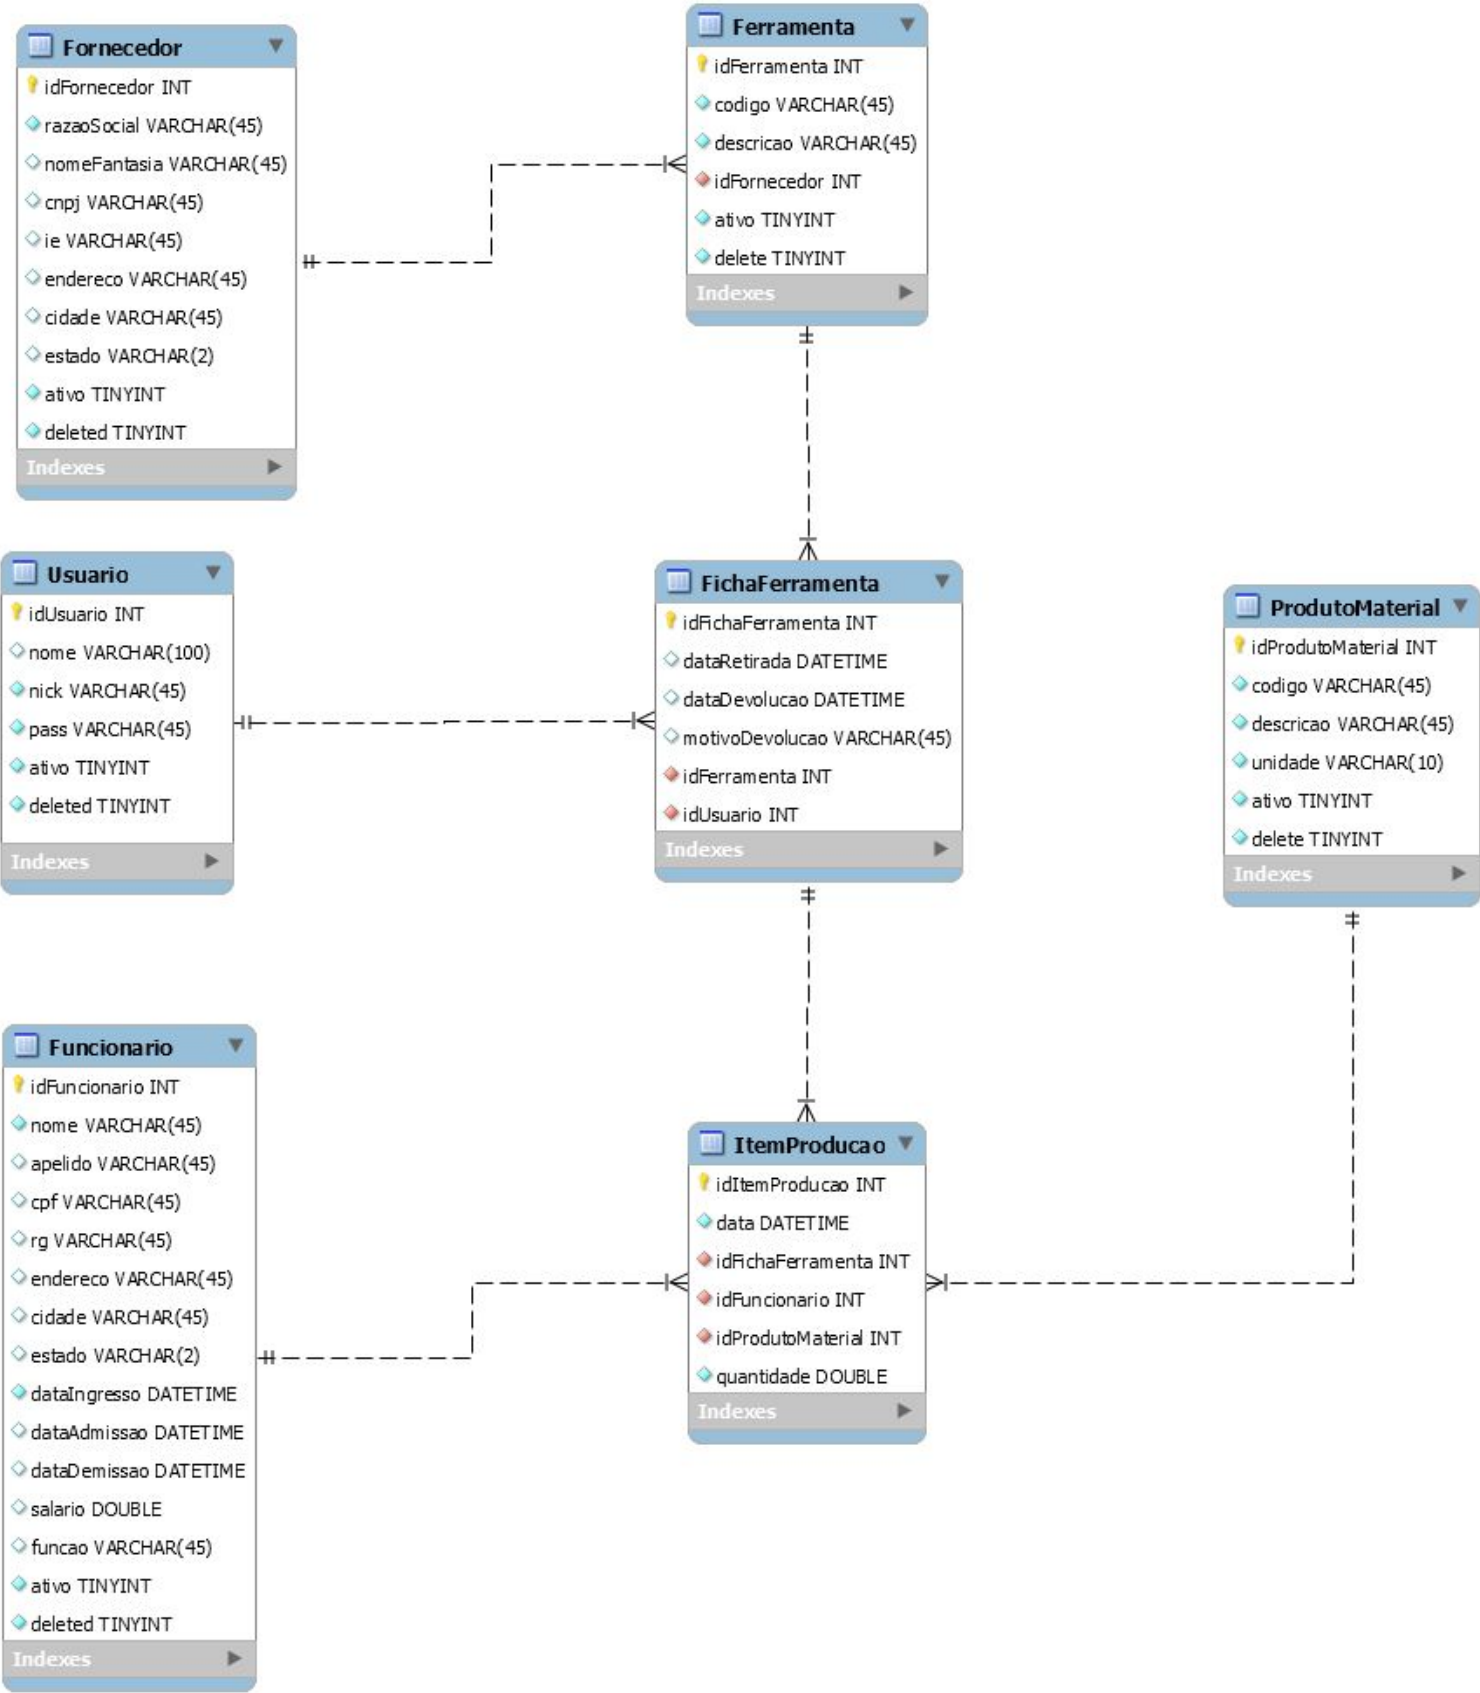 Fornecedor
idFornecedor INT
razaoSocial VARCHAR(45)
nomeFantasia VARCHAR(45)
cnpj VARCHAR(45)
ie VARCHAR(45)
endereco VARCHAR(45)
cidade VARCHAR(45)
estado VARCHAR(2)
ativo TINYINT
deleted TINYINT
Indexes
Ferramenta
idFerramenta INT
codigo VARCHAR(45)
descricao VARCHAR(45)
idFornecedor INT
ativo TINYINT
delete TINYINT
Indexes
Usuario
idUsuario INT
nome VARCHAR(100)
nick VARCHAR(45)
pass VARCHAR(45)
ativo TINYINT
deleted TINYINT
Indexes
FichaFerramenta
idFichaFerramenta INT
dataRetirada DATETIME
dataDevolucao DATETIME
motivoDevolucao VARCHAR(45)
idFerramenta INT
idUsuario INT
Indexes
ProdutoMaterial
idProdutoMaterial INT
codigo VARCHAR(45)
descricao VARCHAR(45)
unidade VARCHAR(10)
ativo TINYINT
delete TINYINT
Indexes
Funcionario
idFuncionario INT
nome VARCHAR(45)
apelido VARCHAR(45)
cpf VARCHAR(45)
rg VARCHAR(45)
endereco VARCHAR(45)
cidade VARCHAR(45)
estado VARCHAR(2)
dataIngresso DATETIME
dataAdmissao DATETIME
dataDemissao DATETIME
salario DOUBLE
funcao VARCHAR(45)
ativo TINYINT
deleted TINYINT
Indexes
ItemProducao
idItemProducao INT
data DATETIME
idFichaFerramenta INT
idFuncionario INT
idProdutoMaterial INT
quantidade DOUBLE
Indexes